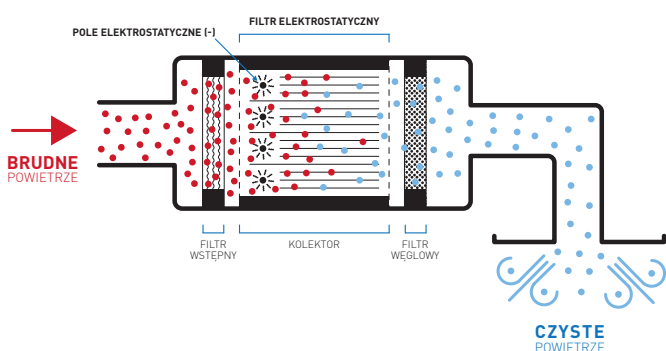 FILTR ELEKTROSTATYCZNY
POLE ELEKTROSTATYCZNE (-)
BRUDNE
POWIETRZE
FILTR
WSTĘPNY
KOLEKTOR
FILTR
WĘGLOWY
CZYSTE
POWIETRZE